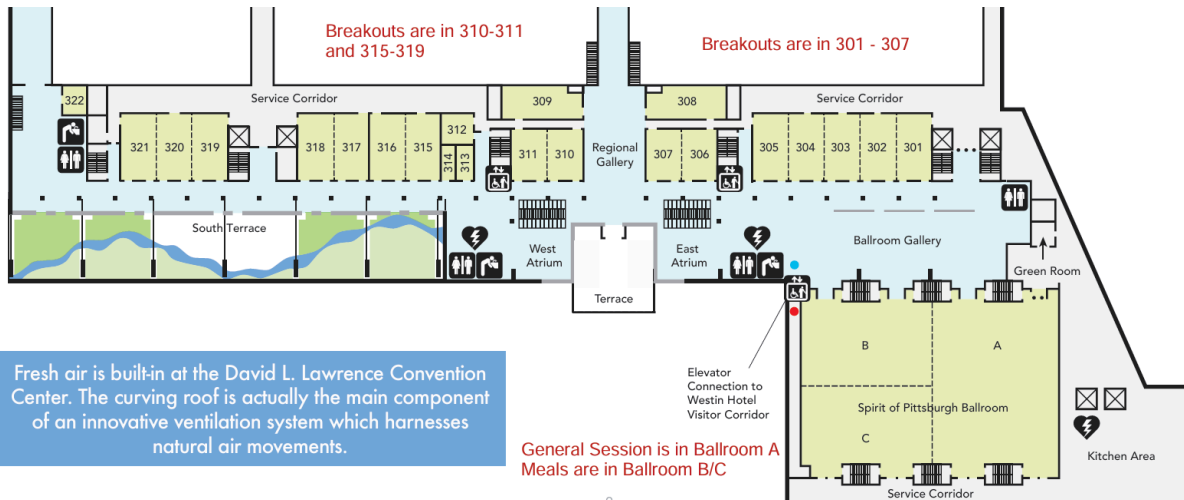 Breakouts are in 310-311
and 315-319
Breakouts are in 301 - 307
322
Service Corridor
309
308
Service Corridor
321
320
319
318
317
316
315
312
314
313
311
310
Regional
Gallery
307
306
305
304
303
302
301
South Terrace
West
Atrium
East
Atrium
Ballroom Gallery
Green Room
Terrace
B
A
Elevator
Connection to
Westin Hotel
Visitor Corridor
Spirit of Pittsburgh Ballroom
C
Kitchen Area
Service Corridor
Fresh air is built-in at the David L. Lawrence Convention
Center. The curving roof is actually the main component
of an innovative ventilation system which harnesses
natural air movements.
General Session is in Ballroom A
Meals are in Ballroom B/C